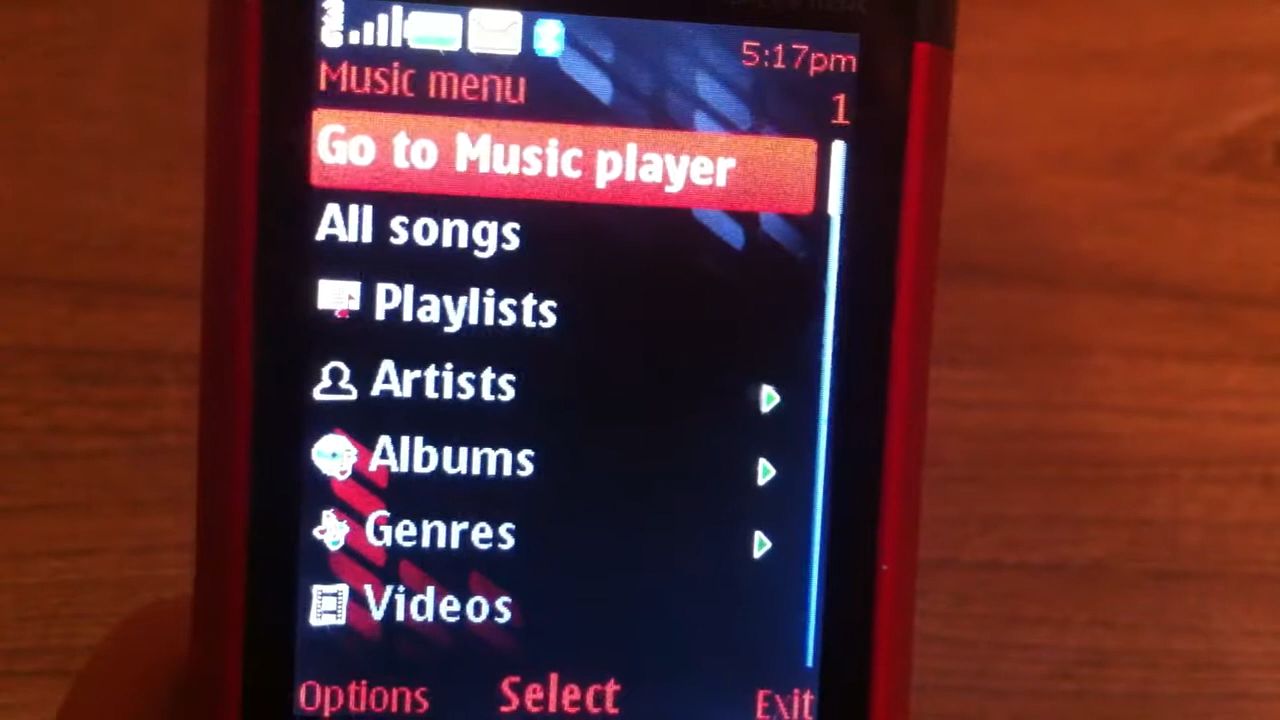 3G
5:17pm
Music menu
1
Go to Music player
All songs
Playlists
Artists
Albums
Genres
Videos
Options Select Exit